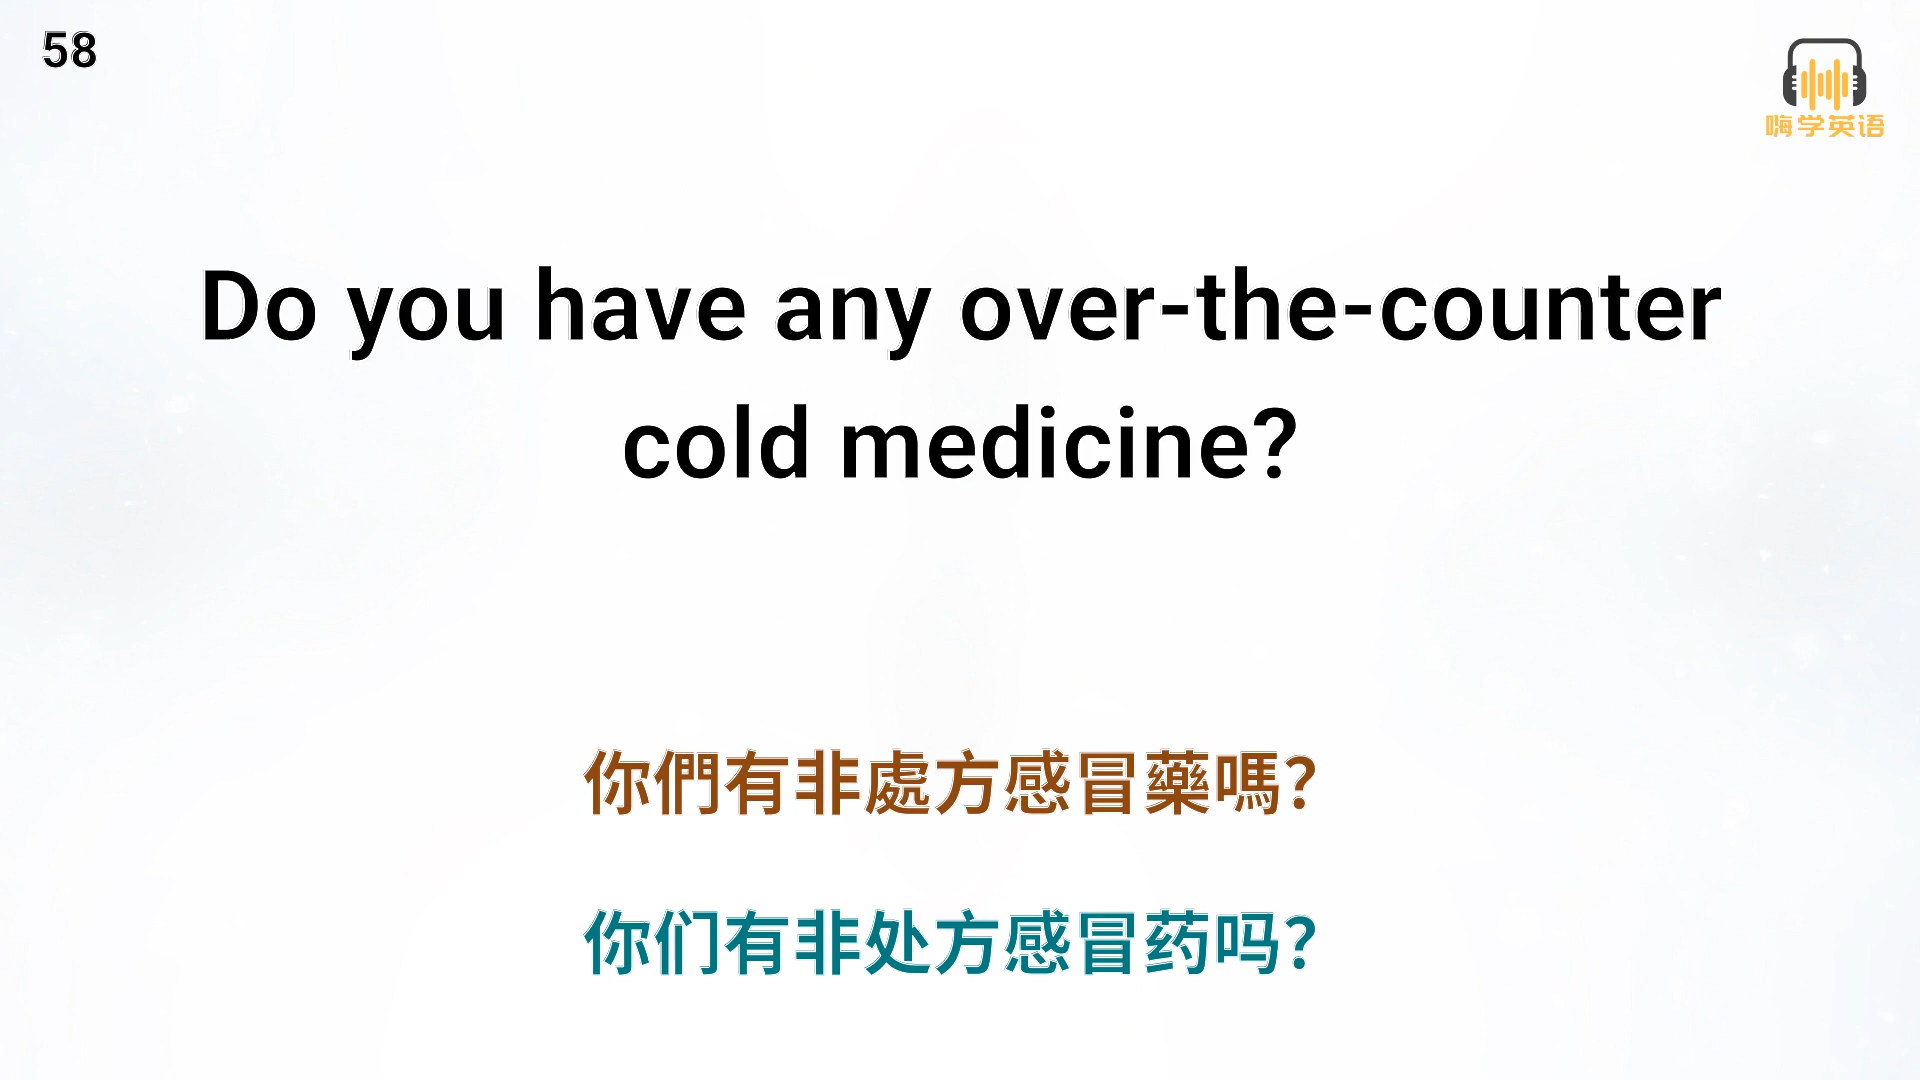 58
嗨学英语
Do you have any over-the-counter
cold medicine?
你們有非處方感冒藥嗎?
你们有非处方感冒药吗?